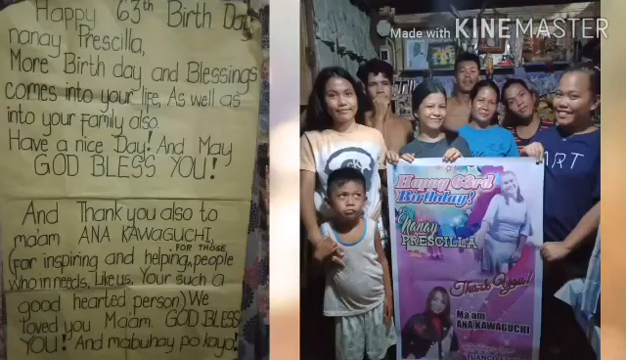 Happy 63th Birth Day
nanay Prescilla,
More Birth day and Blessings
comes into your life, As well as
into your Family also.
Have a nice Day! And May
GOD BLESS YOU!
And Thank you also to
ma'am ANA KAWAGUCHI,
(For inspiring and helping FOR THOSE, people
who in needs, Like us, Your such a
good hearted person) We
loved you Ma'am. GOD BLESS
YOU! And mabuhay po kayo!
Made with KINEMASTER
ART
Happy 63rd
Birthday!
Nanay
PRESCILLA
Thank You!
Ma am
ANA KAWAGUCHI